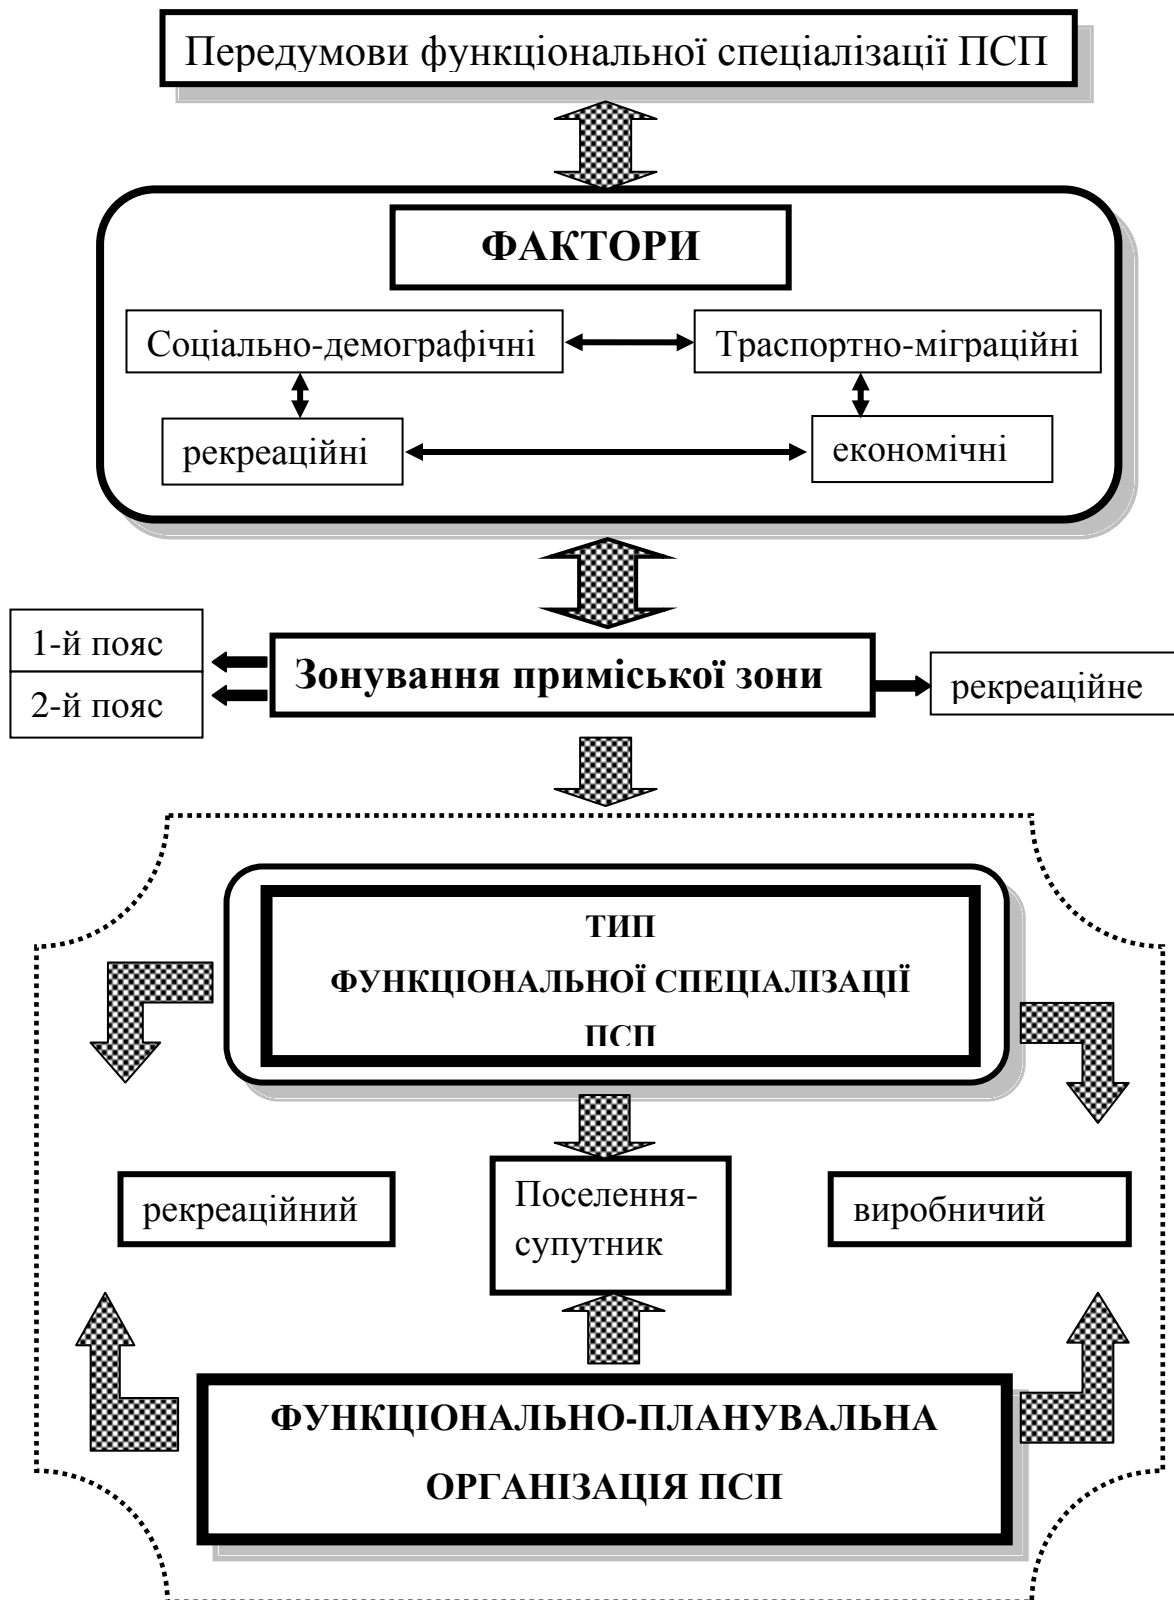 Передумови функціональної спеціалізації ПСП
ФАКТОРИ
Соціально-демографічні
Траспортно-міграційні
рекреаційні
економічні
1-й пояс
Зонування приміської зони
рекреаційне
2-й пояс
ТИП
ФУНКЦІОНАЛЬНОЇ СПЕЦІАЛІЗАЦІЇ
ПСП
рекреаційний
Поселення-
супутник
виробничий
ФУНКЦІОНАЛЬНО-ПЛАНУВАЛЬНА
ОРГАНІЗАЦІЯ ПСП